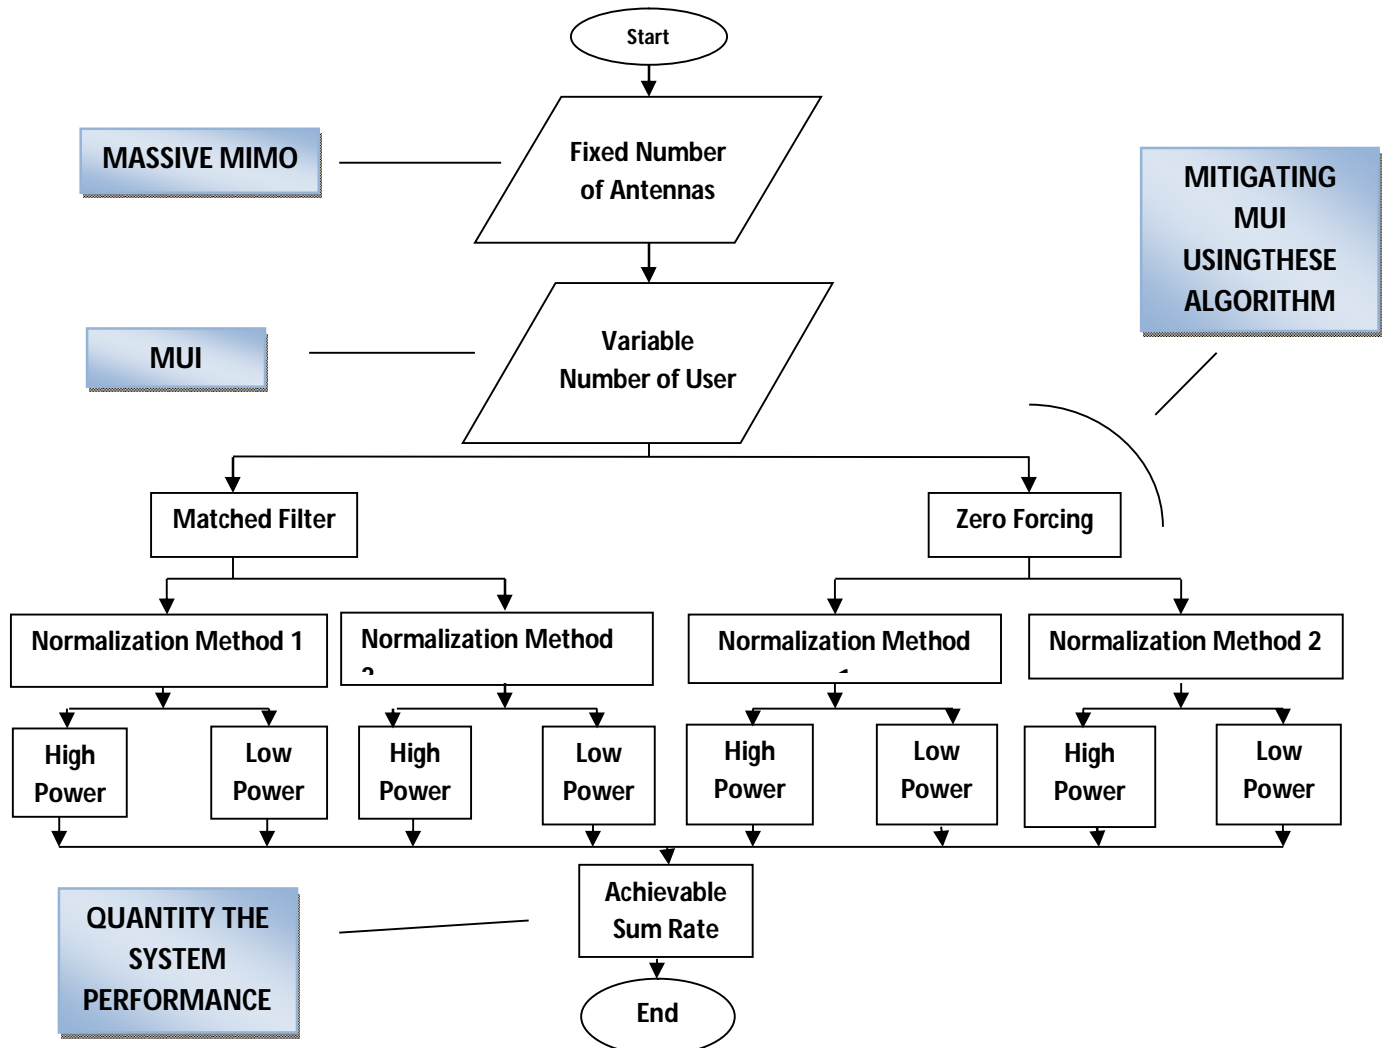 Start
MASSIVE MIMO
Fixed Number
of Antennas
MITIGATING
MUI
USINGTHESE
ALGORITHM
MUI
Variable
Number of User
Matched Filter
Zero Forcing
Normalization Method 1
Normalization Method
Normalization Method
Normalization Method 2
High
Power
Low
Power
High
Power
Low
Power
High
Power
Low
Power
High
Power
Low
Power
QUANTITY THE
SYSTEM
PERFORMANCE
Achievable
Sum Rate
End